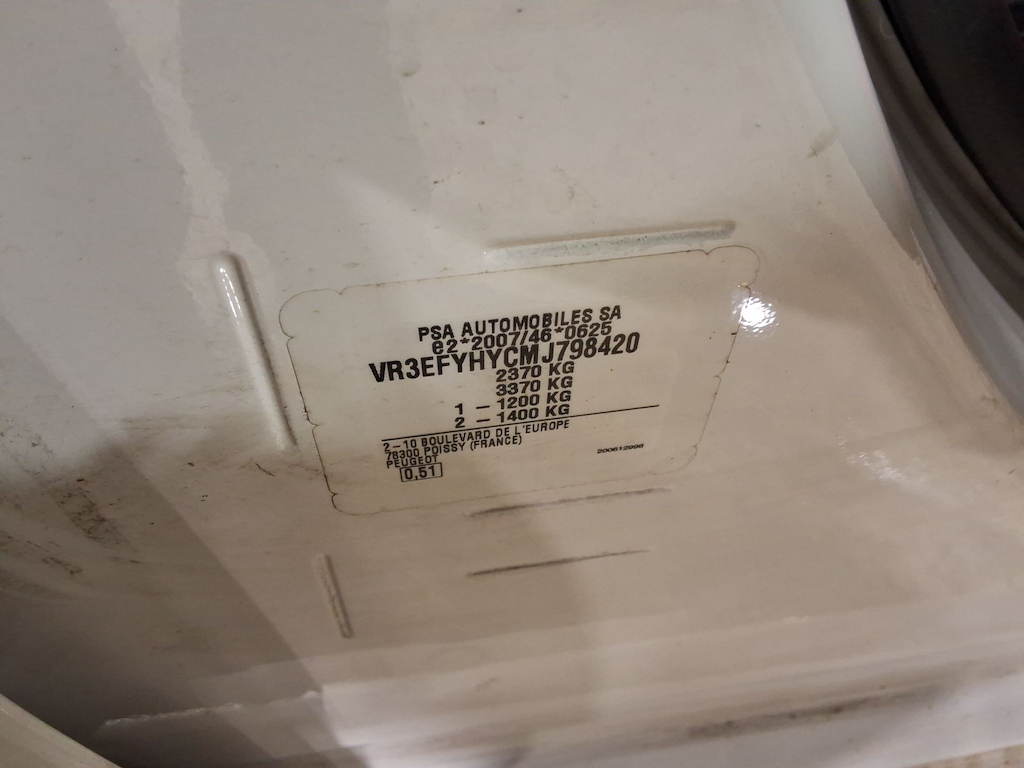 PSA AUTOMOBILES SA
e2*2007/46*0625
VR3EFYHYCMJ798420
2370 KG
3370 KG
1 – 1200 KG
2 – 1400 KG
2–10 BOULEVARD DE L'EUROPE
78300 POISSY (FRANCE)
PEUGEOT
0,51